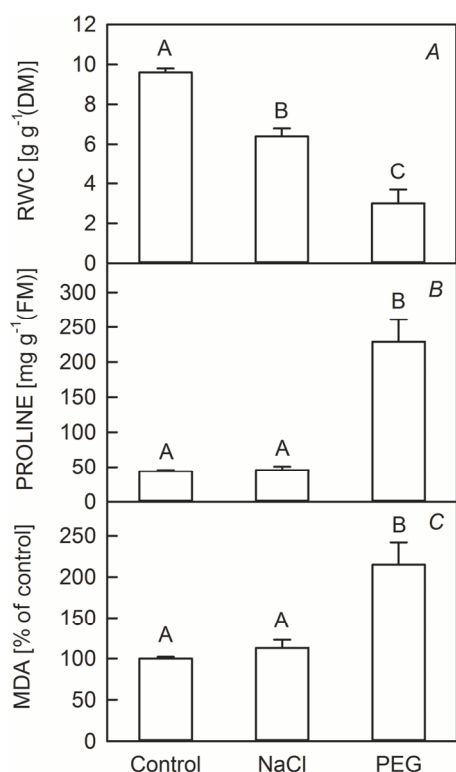 12
10
8
6
4
2
0
RWC [g g⁻¹(DM)]
A
A
B
C
300
250
200
150
100
50
0
PROLINE [mg g⁻¹(FM)]
B
A
A
B
250
200
150
100
50
0
MDA [% of control]
C
A
A
B
Control NaCl PEG